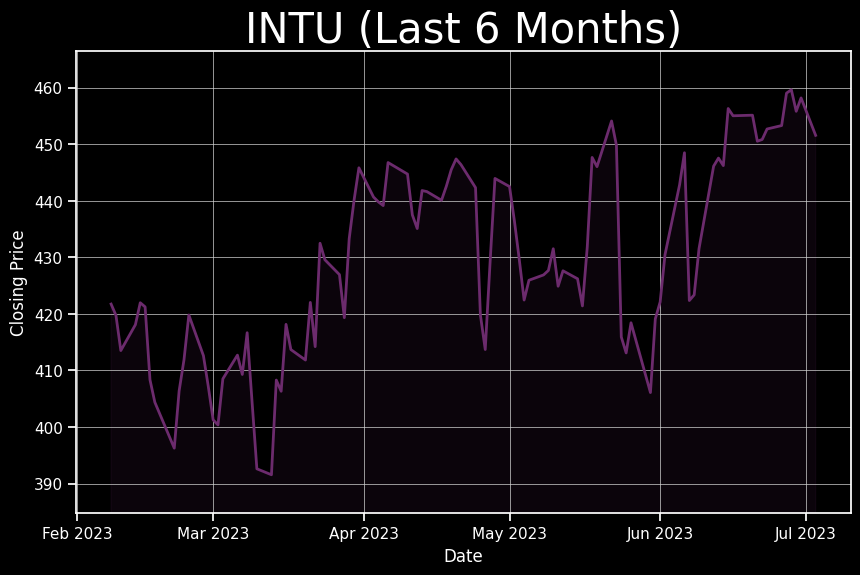 INTU (Last 6 Months)
460
450
440
430
420
410
400
390
Closing Price
Feb 2023 Mar 2023 Apr 2023 May 2023 Jun 2023 Jul 2023
Date